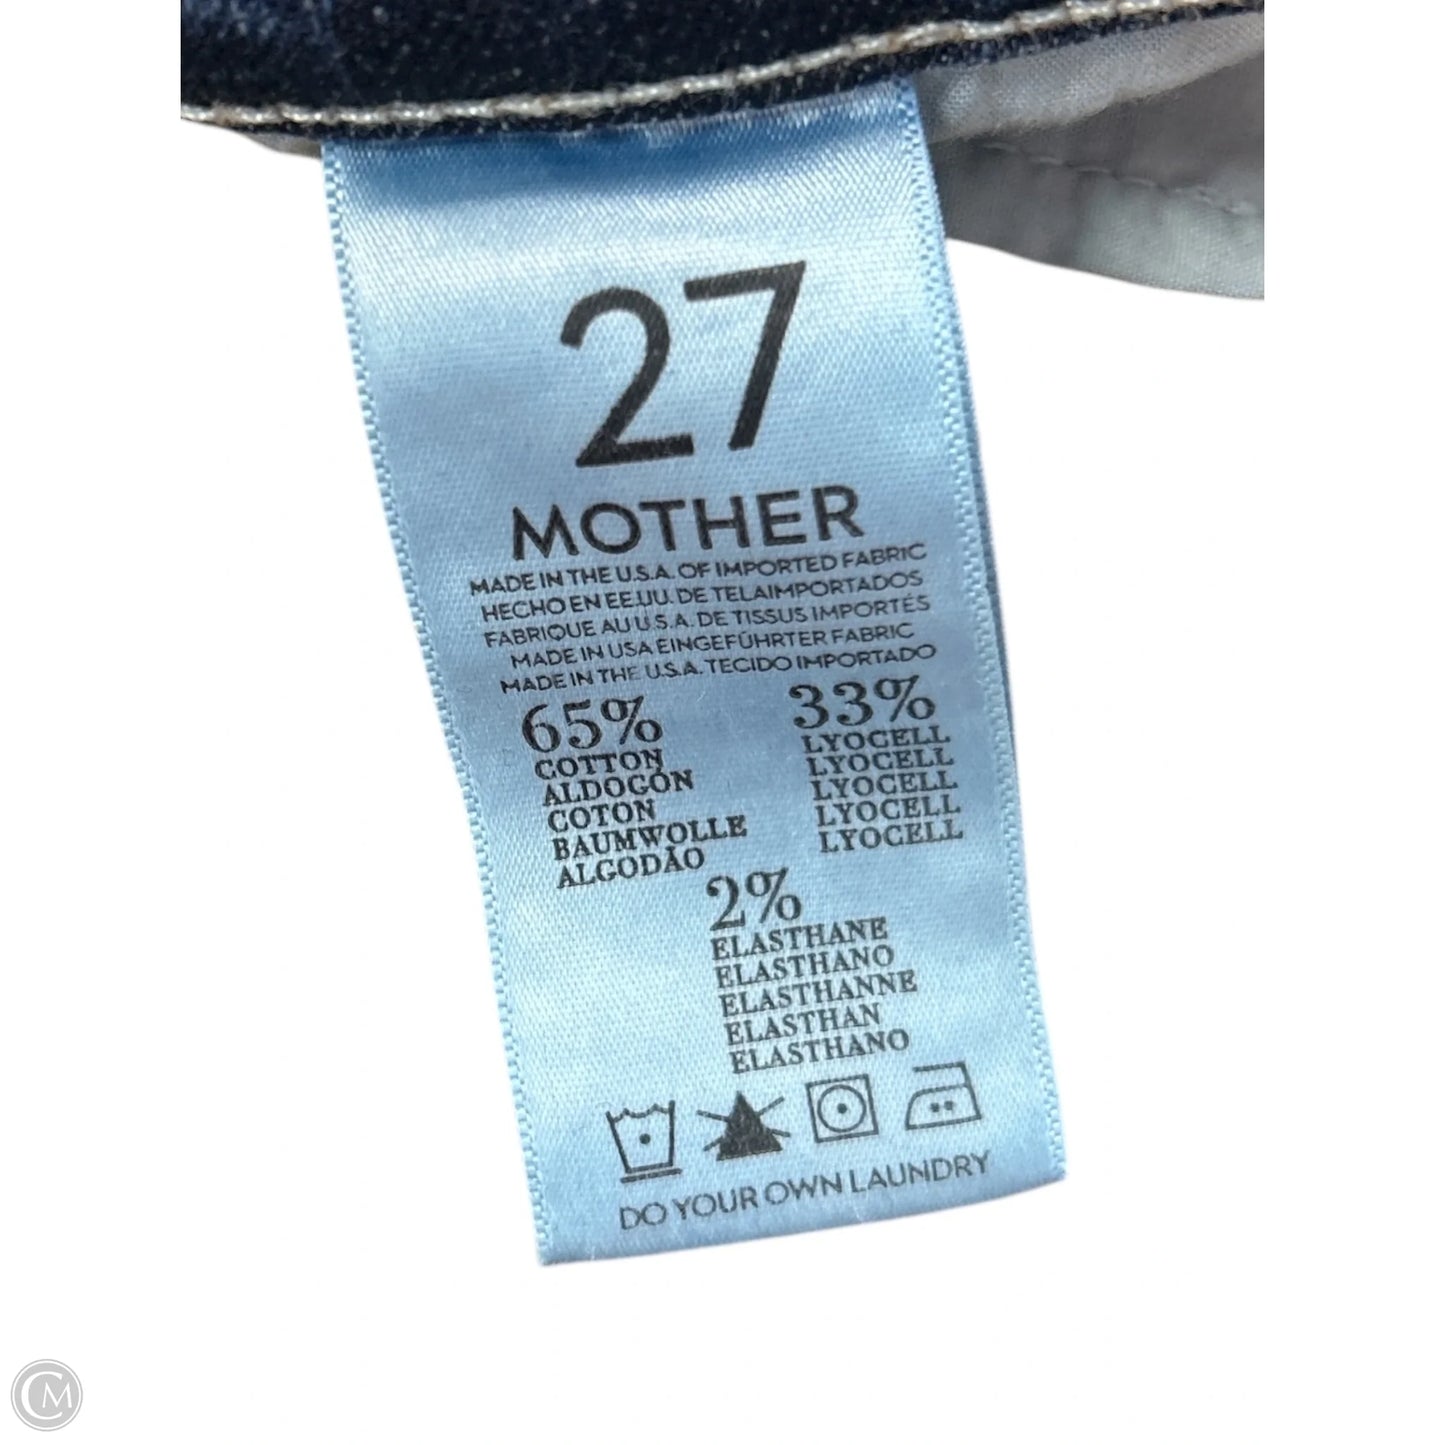 27
MOTHER
MADE IN THE U.S.A. OF IMPORTED FABRIC
HECHO EN EE.UU. DE TELAIMPORTADOS
FABRIQUE AU U.S.A. DE TISSUS IMPORTÉS
MADE IN USA EINGEFÜHRTER FABRIC
MADE IN THE U.S.A. TECIDO IMPORTADO
65%
COTTON
ALDOGÓN
COTON
BAUMWOLLE
ALGODÃO
33%
LYOCELL
LYOCELL
LYOCELL
LYOCELL
LYOCELL
2%
ELASTHANE
ELASTHANO
ELASTHANNE
ELASTHAN
ELASTHANO
DO YOUR OWN LAUNDRY
CM